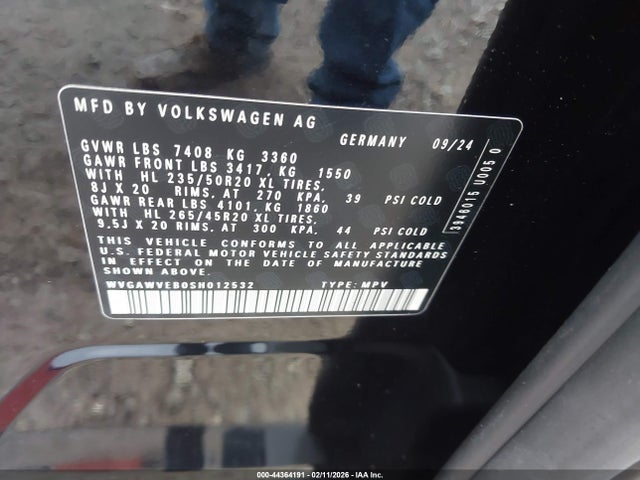 MFD BY VOLKSWAGEN AG
GERMANY 09/24
GVWR LBS 7408 KG 3360
GAWR FRONT LBS 3417 KG 1550
WITH HL 235/50R20 XL TIRES,
8J X 20 RIMS, AT 270 KPA, 39 PSI COLD
GAWR REAR LBS 4101 KG 1860
WITH HL 265/45R20 XL TIRES,
9.5J X 20 RIMS, AT 300 KPA, 44 PSI COLD
THIS VEHICLE CONFORMS TO ALL APPLICABLE
U.S. FEDERAL MOTOR VEHICLE SAFETY STANDARDS
IN EFFECT ON THE DATE OF MANUFACTURE
SHOWN ABOVE
WVGAWVEB0SH012532 TYPE: MPV
3946015 U005 0
000-44364191 - 02/11/2026 - IAA Inc.